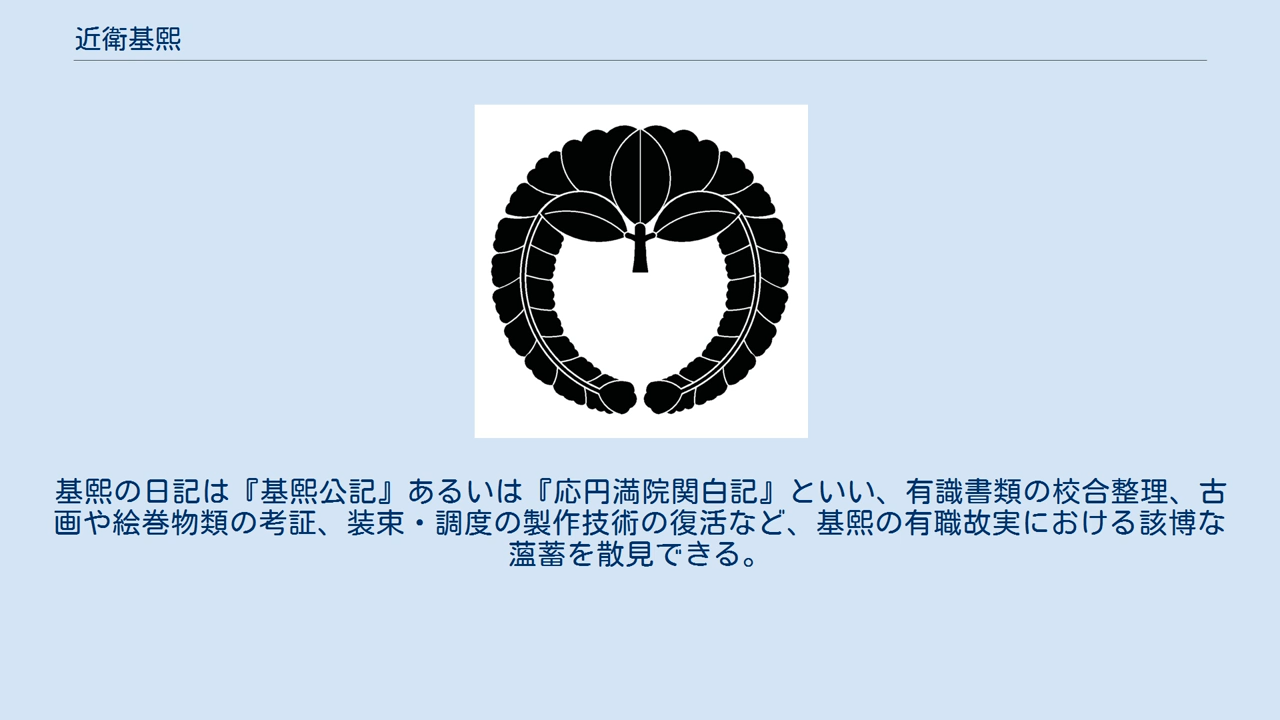 近衛基熙
基熙の日記は『基熙公記』あるいは『応円満院関白記』といい、有識書類の校合整理、古
画や絵巻物類の考証、装束・調度の製作技術の復活など、基熙の有職故実における該博な
薀蓄を散見できる。